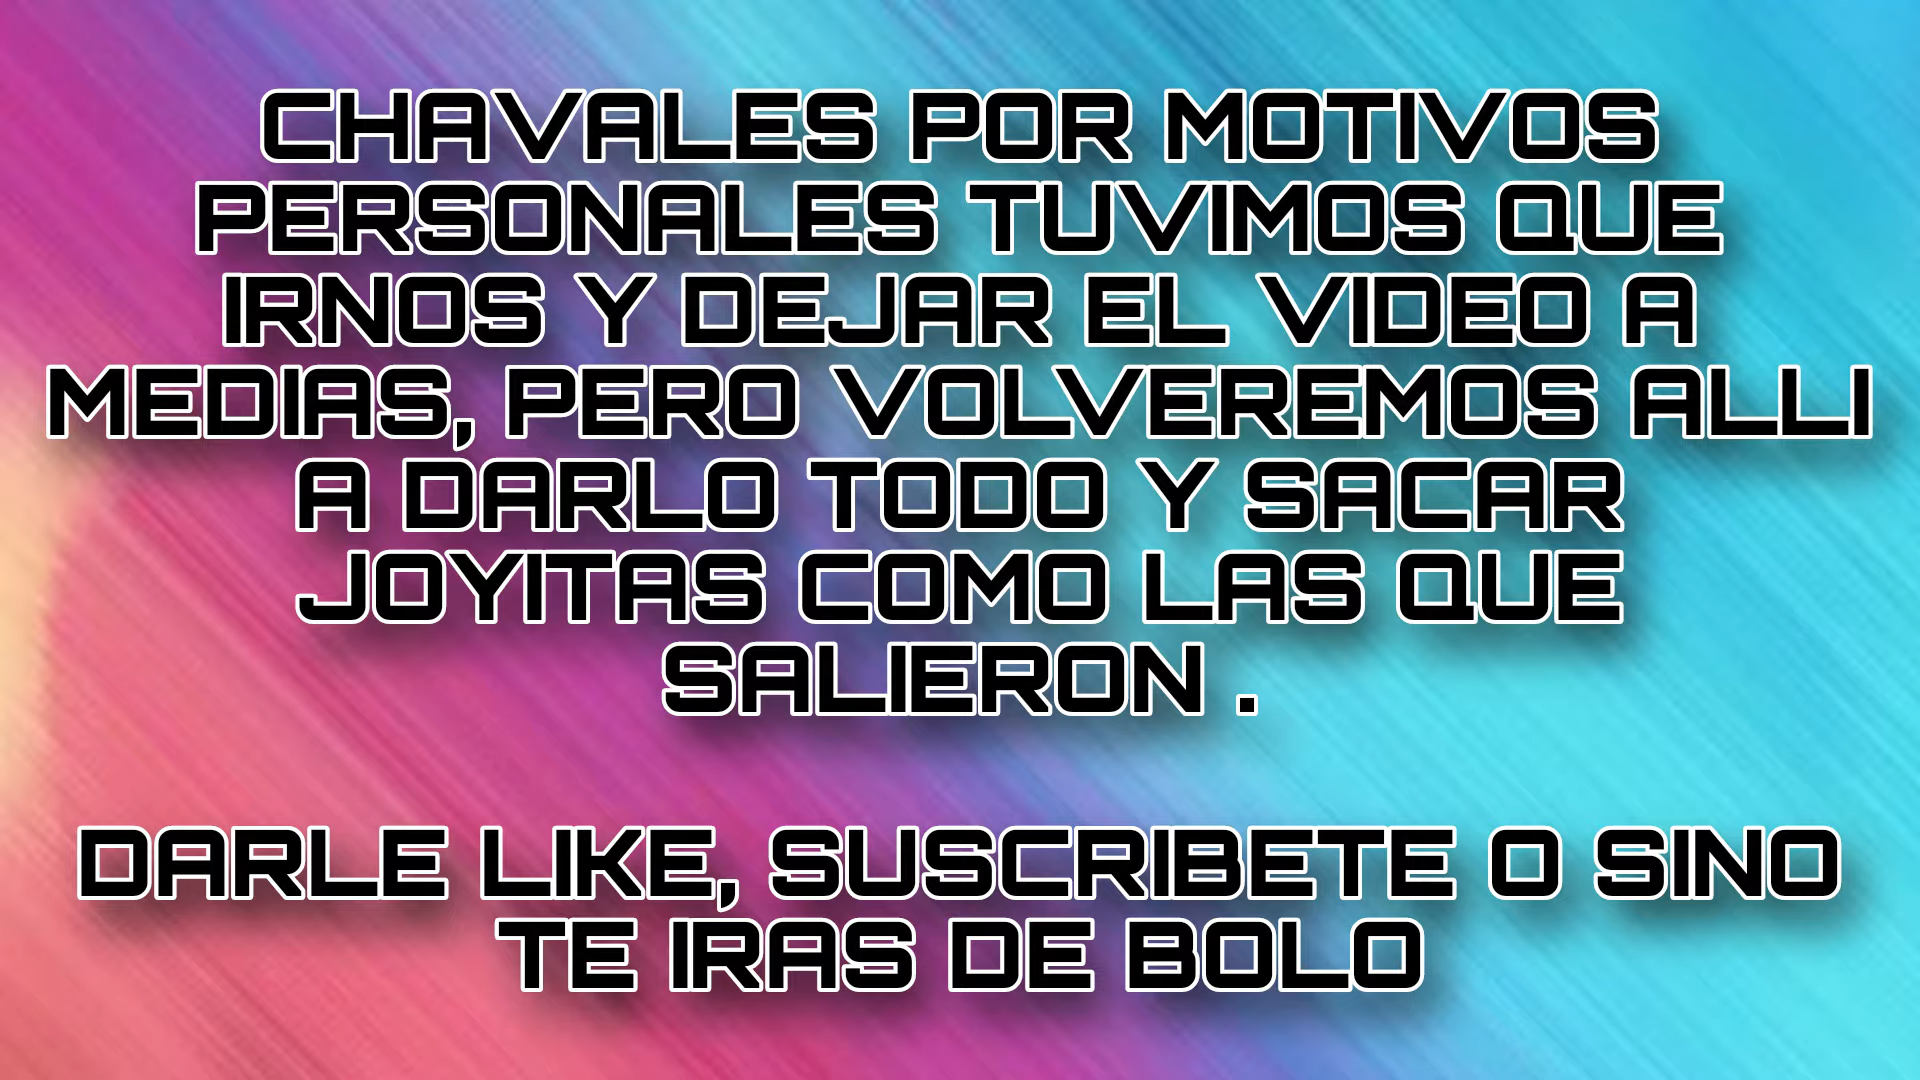 CHAVALES POR MOTIVOS
PERSONALES TUVIMOS QUE
IRNOS Y DEJAR EL VIDEO A
MEDIAS, PERO VOLVEREMOS ALLI
A DARLO TODO Y SACAR
JOYITAS COMO LAS QUE
SALIERON .
DARLE LIKE, SUSCRIBETE O SINO
TE IRAS DE BOLO